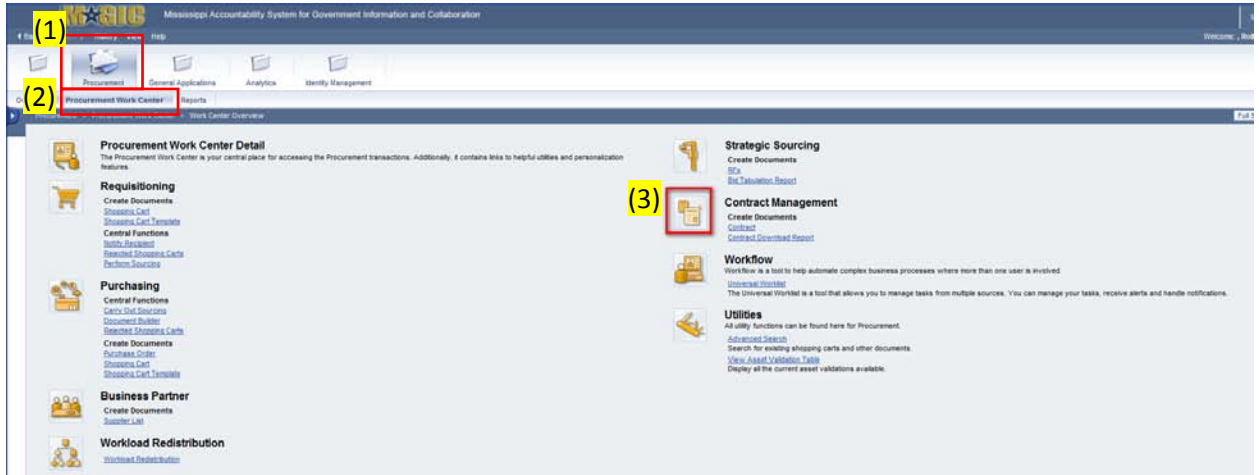 MAGIC
Mississippi Accountability System for Government Information and Collaboration
(1)
View Help
Welcome: ,
Procurement General Applications Analytics Identity Management
(2)
Procurement Work Center Reports
Work Center Overview
Full
Procurement Work Center Detail
The Procurement Work Center is your central place for accessing the Procurement transactions. Additionally, it contains links to helpful utilities and personalization
features.
Requisitioning
Create Documents
Shopping Cart
Shopping Cart Template
Central Functions
Notify Recipient
Rejected Shopping Carts
Perform Sourcing
Purchasing
Central Functions
Carry Out Sourcing
Document Builder
Rejected Shopping Carts
Create Documents
Purchase Order
Shopping Cart
Shopping Cart Template
Business Partner
Create Documents
Supplier List
Workload Redistribution
Workload Redistribution
Strategic Sourcing
Create Documents
RFx
Bid Tabulation Report
(3)
Contract Management
Create Documents
Contract
Contract Download Report
Workflow
Workflow is a tool to help automate complex business processes where more than one user is involved.
Universal Worklist
The Universal Worklist is a tool that allows you to manage tasks from multiple sources. You can manage your tasks, receive alerts and handle notifications.
Utilities
All utility functions can be found here for Procurement.
Advanced Search
Search for existing shopping carts and other documents.
View Asset Validation Table
Display all the current asset validations available.